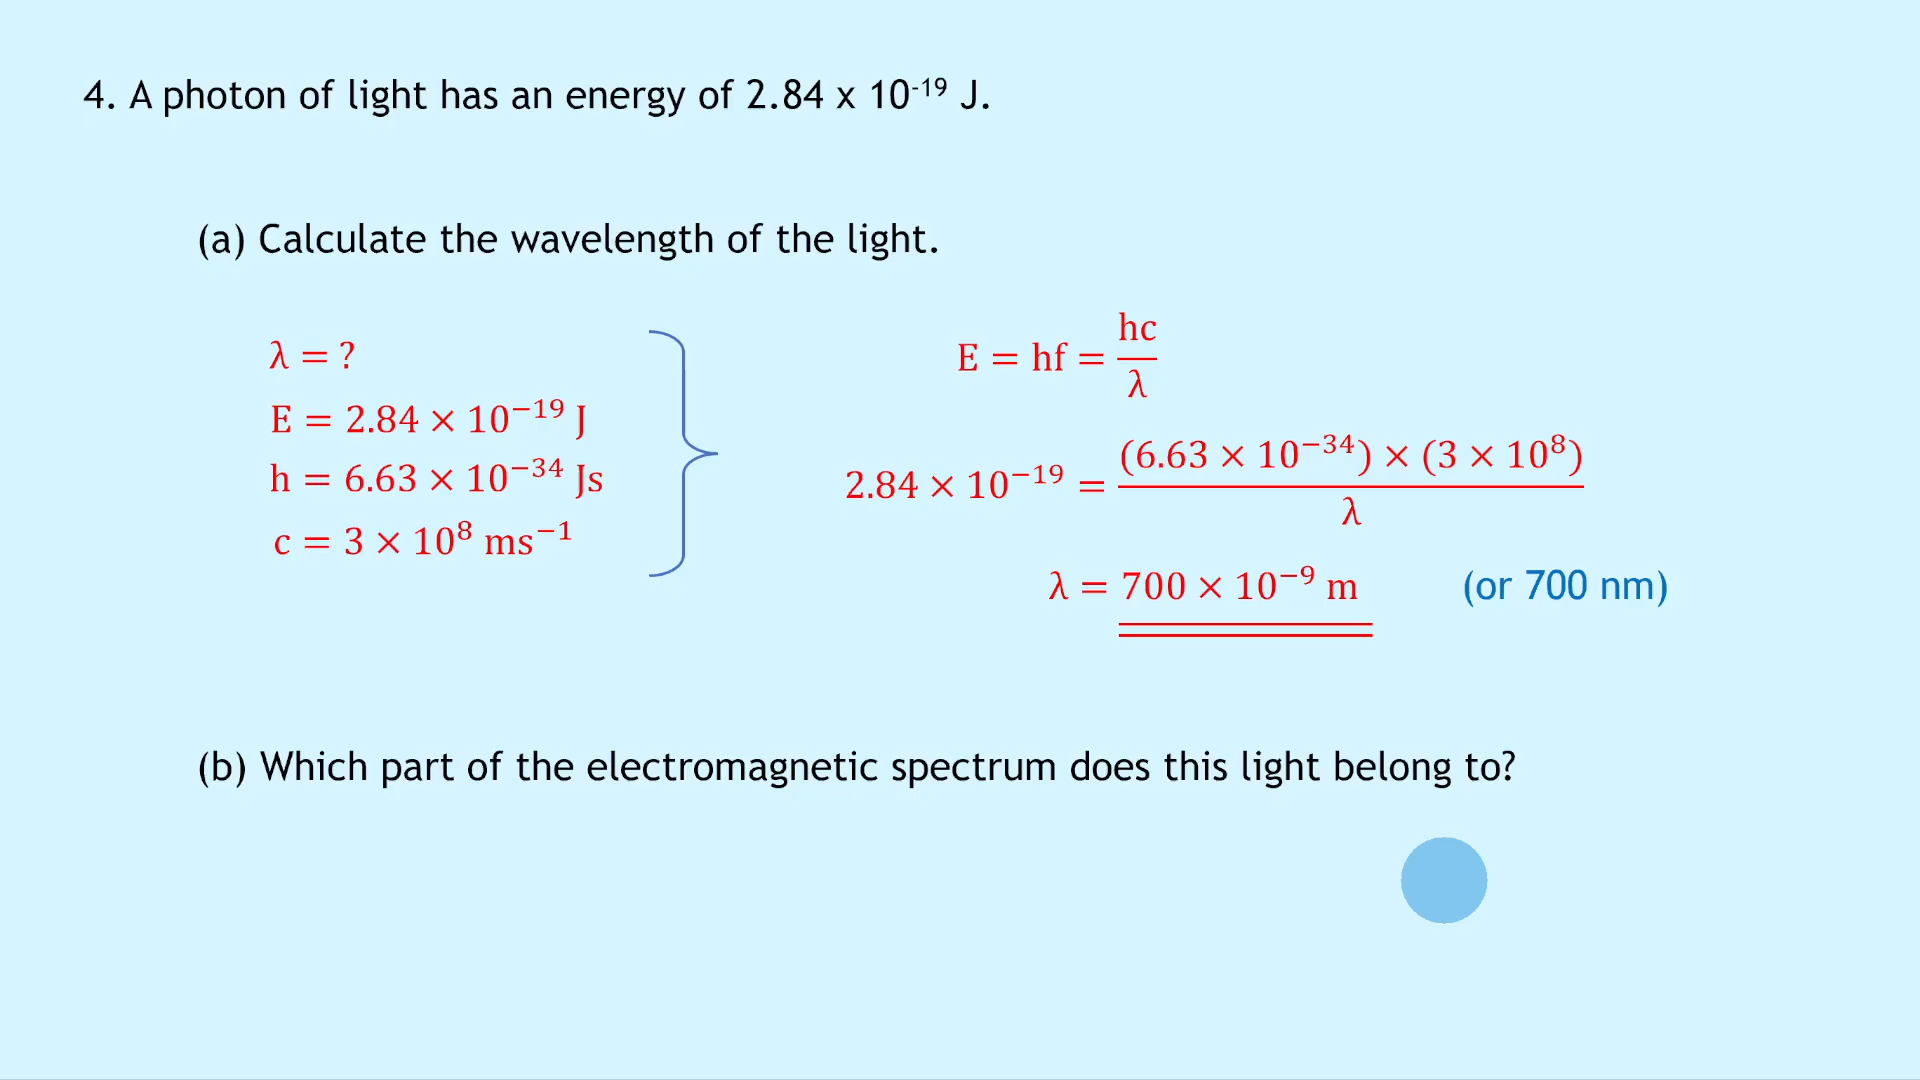 4. A photon of light has an energy of 2.84 x 10⁻¹⁹ J.
(a) Calculate the wavelength of the light.
λ = ?
E = 2.84 × 10⁻¹⁹ J
h = 6.63 × 10⁻³⁴ Js
c = 3 × 10⁸ ms⁻¹
E = hf = hc/λ
2.84 × 10⁻¹⁹ = (6.63 × 10⁻³⁴) × (3 × 10⁸)/λ
λ = 700 × 10⁻⁹ m (or 700 nm)
(b) Which part of the electromagnetic spectrum does this light belong to?